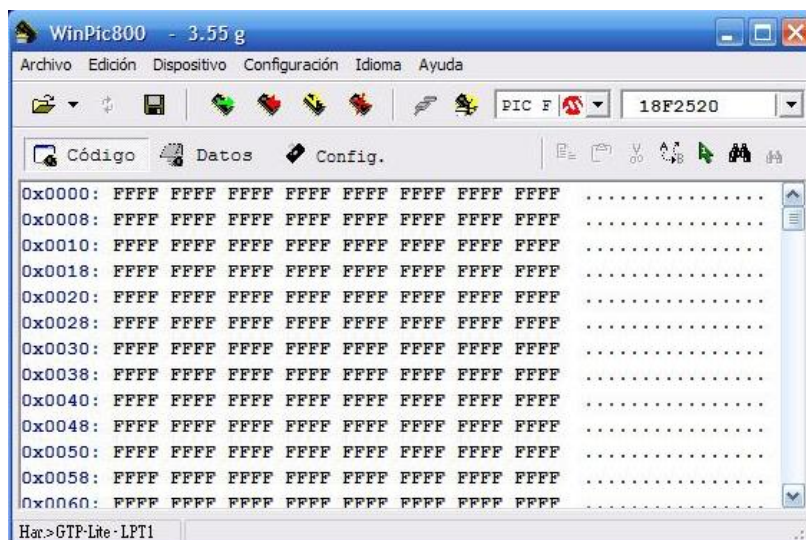 WinPic800 - 3.55 g
Archivo Edición Dispositivo Configuración Idioma Ayuda
PIC F 18F2520
Código Datos Config.
0x0000: FFFF FFFF FFFF FFFF FFFF FFFF FFFF FFFF ................
0x0008: FFFF FFFF FFFF FFFF FFFF FFFF FFFF FFFF ................
0x0010: FFFF FFFF FFFF FFFF FFFF FFFF FFFF FFFF ................
0x0018: FFFF FFFF FFFF FFFF FFFF FFFF FFFF FFFF ................
0x0020: FFFF FFFF FFFF FFFF FFFF FFFF FFFF FFFF ................
0x0028: FFFF FFFF FFFF FFFF FFFF FFFF FFFF FFFF ................
0x0030: FFFF FFFF FFFF FFFF FFFF FFFF FFFF FFFF ................
0x0038: FFFF FFFF FFFF FFFF FFFF FFFF FFFF FFFF ................
0x0040: FFFF FFFF FFFF FFFF FFFF FFFF FFFF FFFF ................
0x0048: FFFF FFFF FFFF FFFF FFFF FFFF FFFF FFFF ................
0x0050: FFFF FFFF FFFF FFFF FFFF FFFF FFFF FFFF ................
0x0058: FFFF FFFF FFFF FFFF FFFF FFFF FFFF FFFF ................
0x0060: FFFF FFFF FFFF FFFF FFFF FFFF FFFF FFFF ................
Har.>GTP-Lite - LPT1